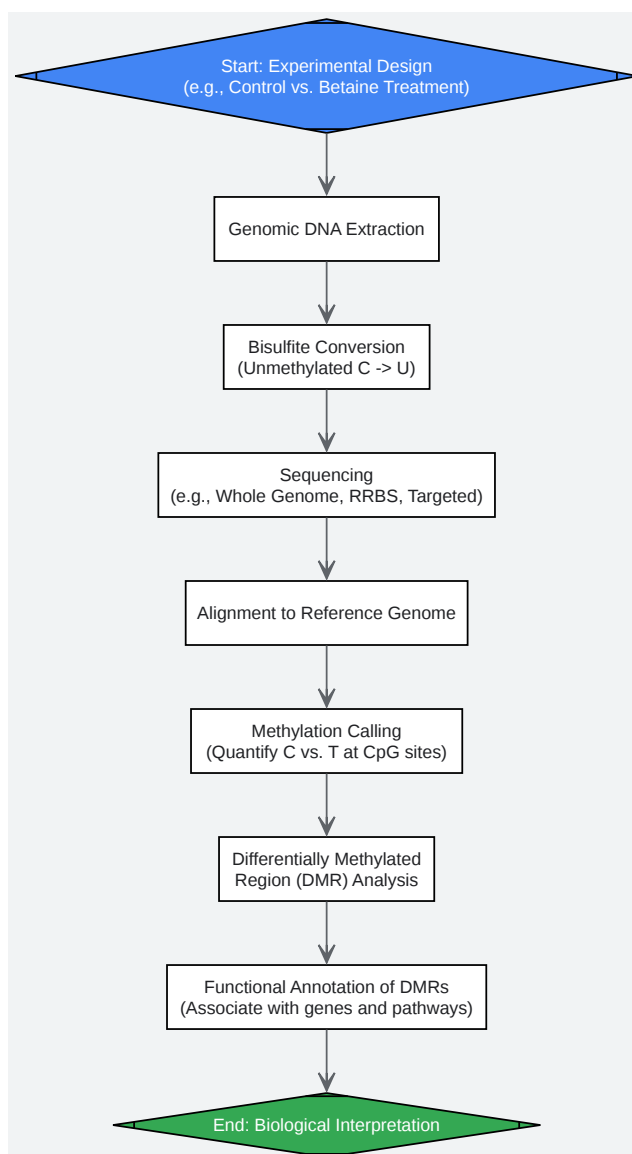 Start: Experimental Design
(e.g., Control vs. Betaine Treatment)
Genomic DNA Extraction
Bisulfite Conversion
(Unmethylated C -> U)
Sequencing
(e.g., Whole Genome, RRBS, Targeted)
Alignment to Reference Genome
Methylation Calling
(Quantify C vs. T at CpG sites)
Differentially Methylated
Region (DMR) Analysis
Functional Annotation of DMRs
(Associate with genes and pathways)
End: Biological Interpretation